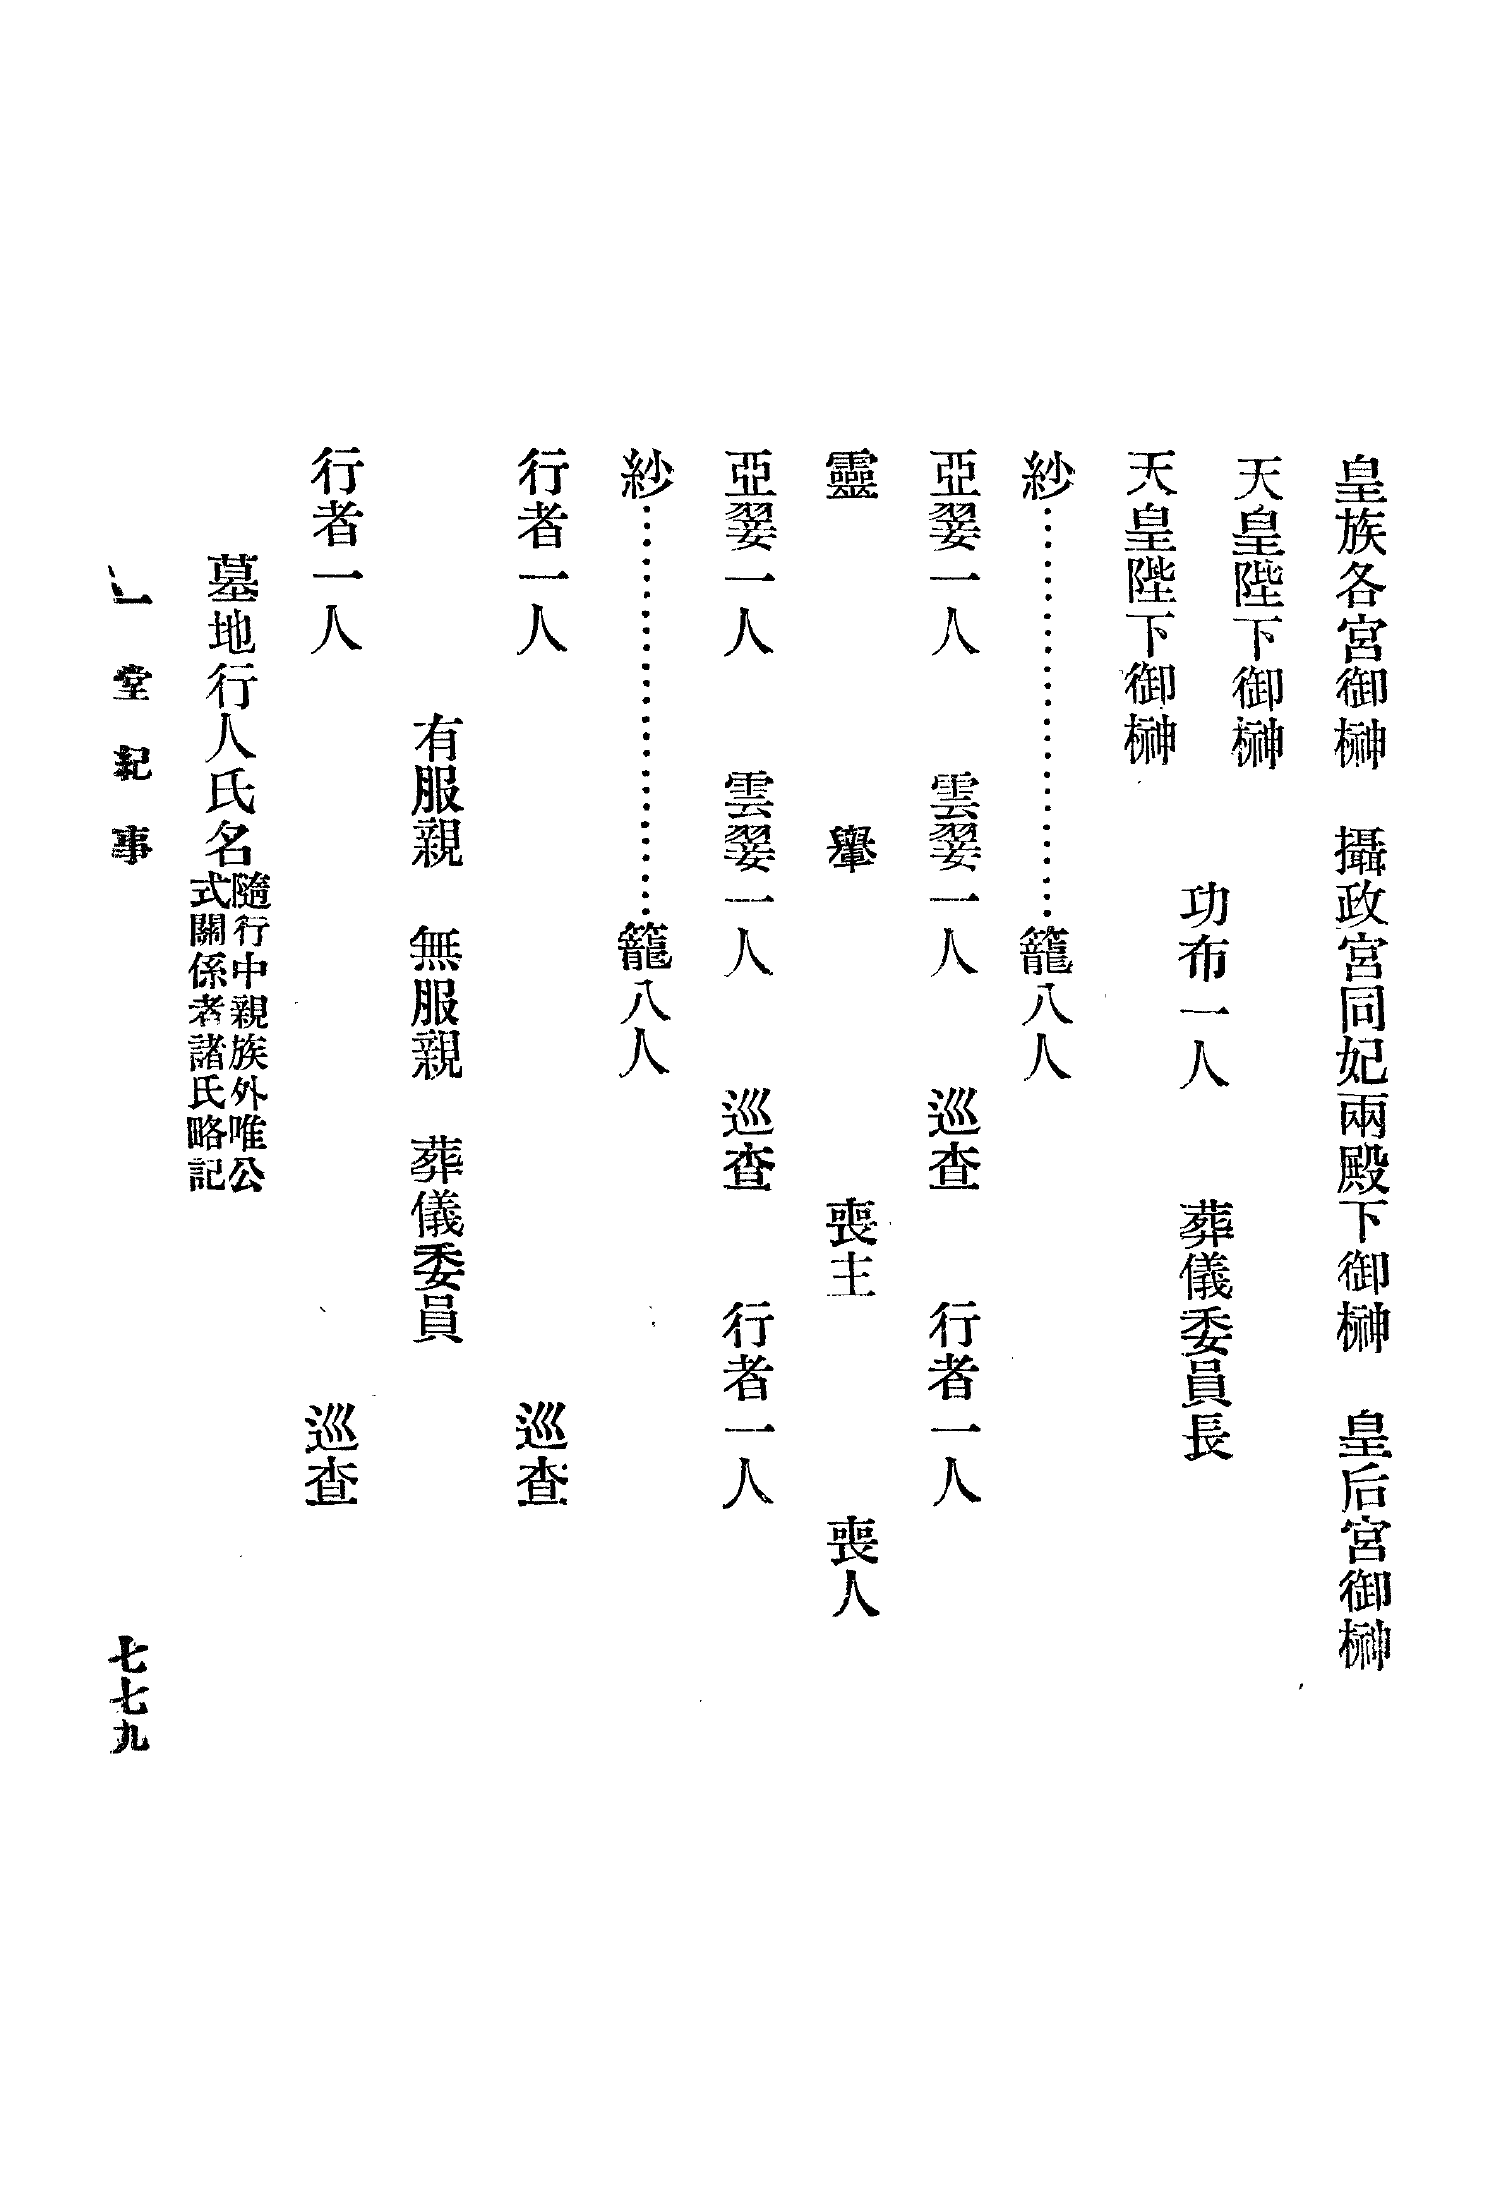 皇族各宮御榊　攝政宮同妃兩殿下御榊　皇后宮御榊
天皇陛下御榊
功布一人　葬儀委員長
天皇陛下御榊
紗………………籠八人
亞翣一人　雲翣一人　巡查　行者一人
靈　轝　喪主　喪人
亞翣一人　雲翣一人　巡查　行者一人
紗………………籠八人
行者一人　巡查
有服親　無服親　葬儀委員
行者一人　巡查
墓地行人氏名
隨行中親族外唯公
式關係者諸氏略記
一堂紀事　七七九